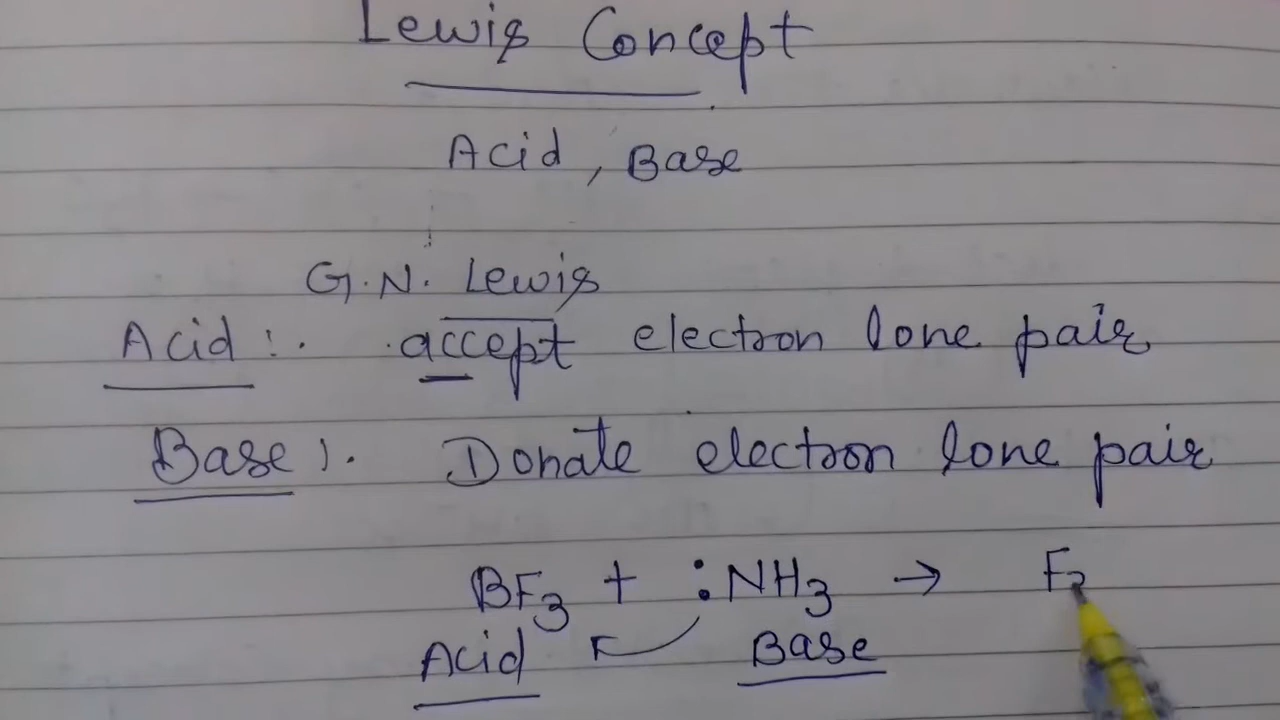 Lewis Concept
Acid, Base
G.N. Lewis
Acid:. accept electron lone pair
Base:. Donate electron lone pair
BF3 + :NH3 → F3
Acid Base